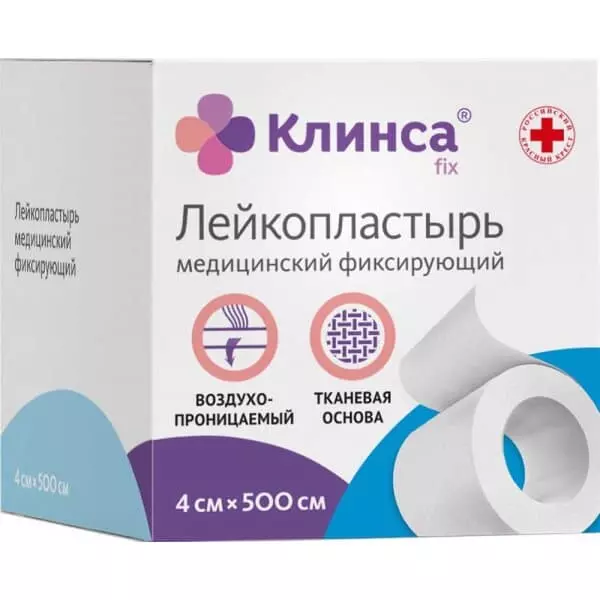 Клинса®
fix
РОССИЙСКИЙ
КРАСНЫЙ КРЕСТ
Лейкопластырь
медицинский фиксирующий
ВОЗДУХО-
ПРОНИЦАЕМЫЙ
ТКАНЕВАЯ
ОСНОВА
4 см × 500 см
Лейкопластырь
медицинский
фиксирующий
4 см × 500 см